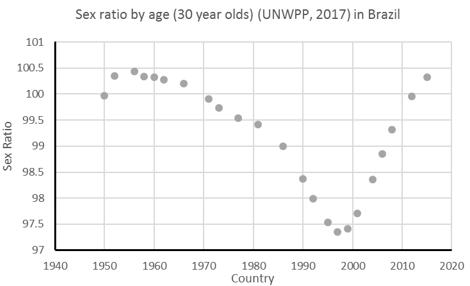 Sex ratio by age (30 year olds) (UNWPP, 2017) in Brazil
101
100.5
100
99.5
99
98.5
98
97.5
97
Sex Ratio
1940 1950 1960 1970 1980 1990 2000 2010 2020
Country